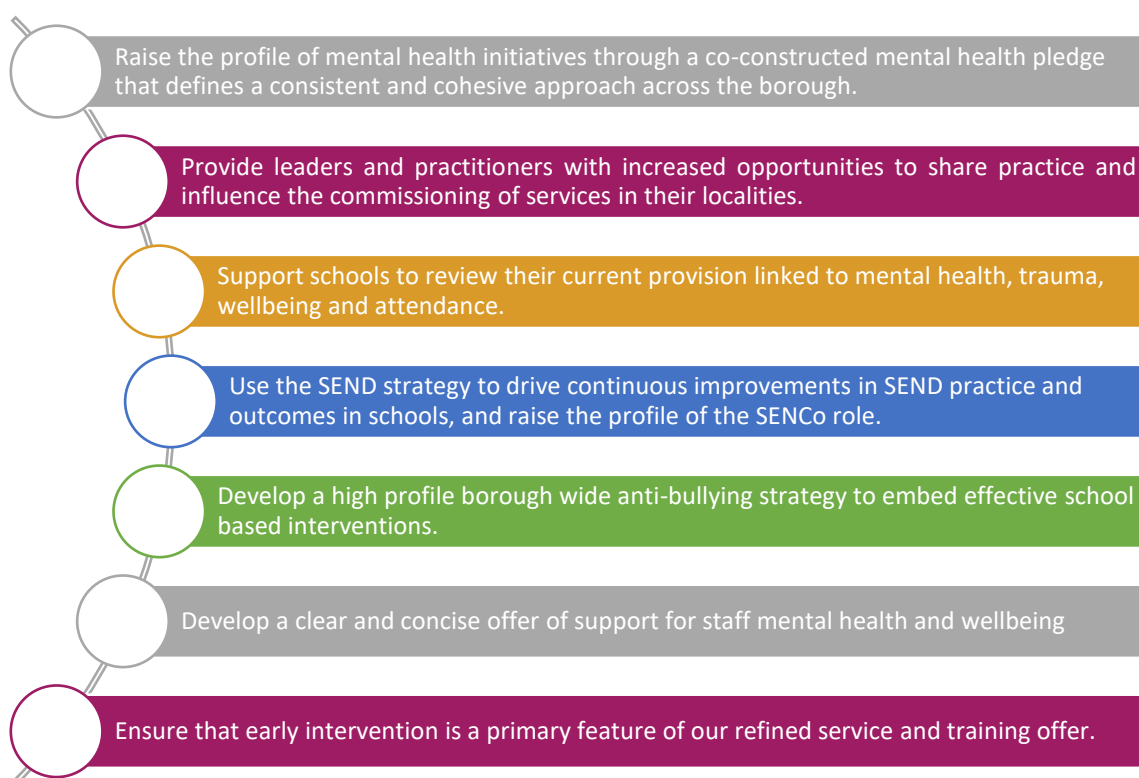 Raise the profile of mental health initiatives through a co-constructed mental health pledge
that defines a consistent and cohesive approach across the borough.
Provide leaders and practitioners with increased opportunities to share practice and
influence the commissioning of services in their localities.
Support schools to review their current provision linked to mental health, trauma,
wellbeing and attendance.
Use the SEND strategy to drive continuous improvements in SEND practice and
outcomes in schools, and raise the profile of the SENCo role.
Develop a high profile borough wide anti-bullying strategy to embed effective school
based interventions.
Develop a clear and concise offer of support for staff mental health and wellbeing
Ensure that early intervention is a primary feature of our refined service and training offer.